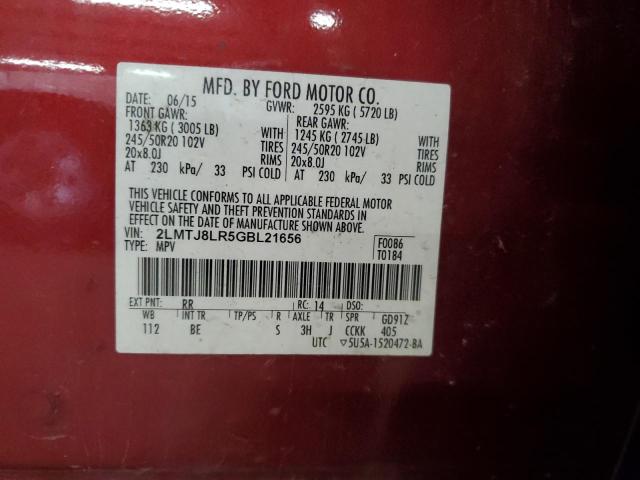 MFD. BY FORD MOTOR CO.
DATE: 06/15 GVWR: 2595 KG ( 5720 LB)
FRONT GAWR: REAR GAWR:
1363 KG ( 3005 LB) WITH 1245 KG ( 2745 LB) WITH
245/50R20 102V TIRES 245/50R20 102V TIRES
20x8.0J RIMS 20x8.0J RIMS
AT 230 kPa/ 33 PSI COLD AT 230 kPa/ 33 PSI COLD
THIS VEHICLE CONFORMS TO ALL APPLICABLE FEDERAL MOTOR
VEHICLE SAFETY AND THEFT PREVENTION STANDARDS IN
EFFECT ON THE DATE OF MANUFACTURE SHOWN ABOVE.
VIN: 2LMTJ8LR5GBL21656 F0086
TYPE: MPV T0184
EXT PNT: RR RC: 14 DSO:
WB INT TR TP/PS R AXLE TR SPR GD91Z
112 BE S 3H J CCKK 405
UTC ▽5U5A-1520472-BA